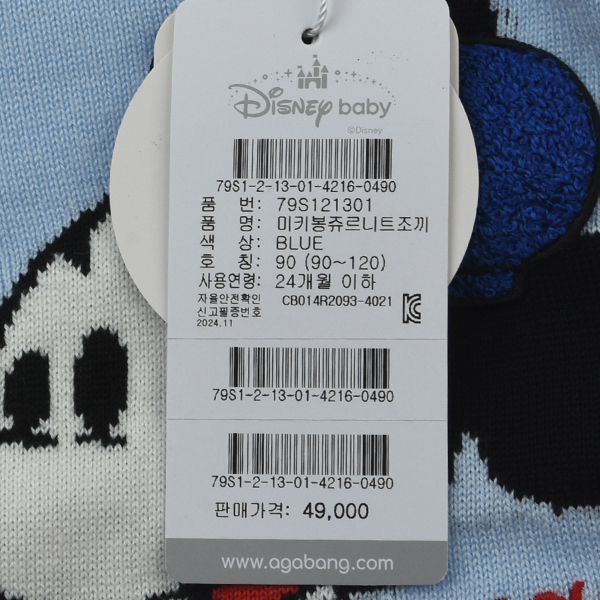 Disney baby
©Disney
79S1-2-13-01-4216-0490
품 번: 79S121301
품 명: 미키봉쥬르니트조끼
색 상: BLUE
호 칭: 90 (90~120)
사용연령: 24개월 이하
자율안전확인 CB014R2093-4021
신고필증번호
2024.11
79S1-2-13-01-4216-0490
79S1-2-13-01-4216-0490
판매가격: 49,000
www.agabang.com